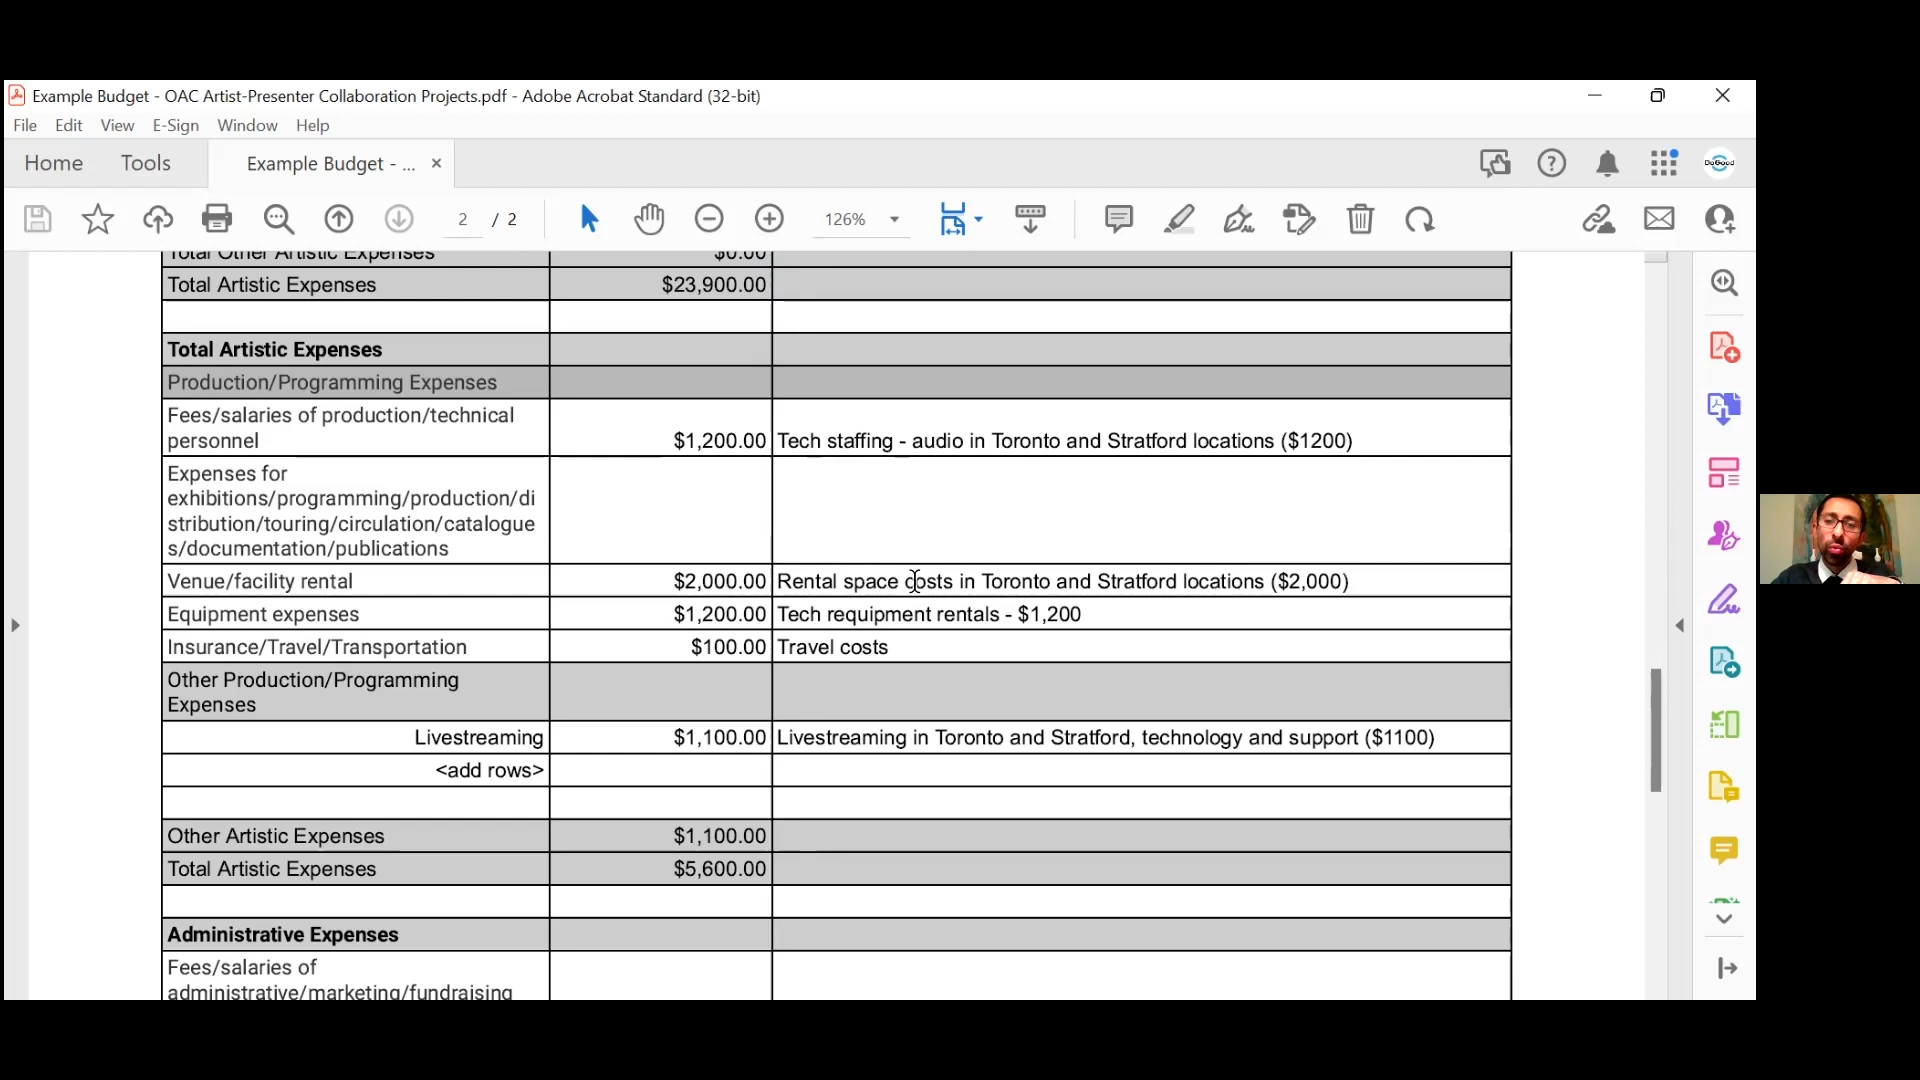 Example Budget - OAC Artist-Presenter Collaboration Projects.pdf - Adobe Acrobat Standard (32-bit)
File Edit View E-Sign Window Help
Home Tools Example Budget - ... ×
2 / 2 126%
DoGood
Total Other Artistic Expenses $0.00
Total Artistic Expenses $23,900.00
Total Artistic Expenses
Production/Programming Expenses
Fees/salaries of production/technical
personnel $1,200.00 Tech staffing - audio in Toronto and Stratford locations ($1200)
Expenses for
exhibitions/programming/production/di
stribution/touring/circulation/catalogue
s/documentation/publications
Venue/facility rental $2,000.00 Rental space costs in Toronto and Stratford locations ($2,000)
Equipment expenses $1,200.00 Tech requipment rentals - $1,200
Insurance/Travel/Transportation $100.00 Travel costs
Other Production/Programming
Expenses
Livestreaming $1,100.00 Livestreaming in Toronto and Stratford, technology and support ($1100)
<add rows>
Other Artistic Expenses $1,100.00
Total Artistic Expenses $5,600.00
Administrative Expenses
Fees/salaries of
administrative/marketing/fundraising